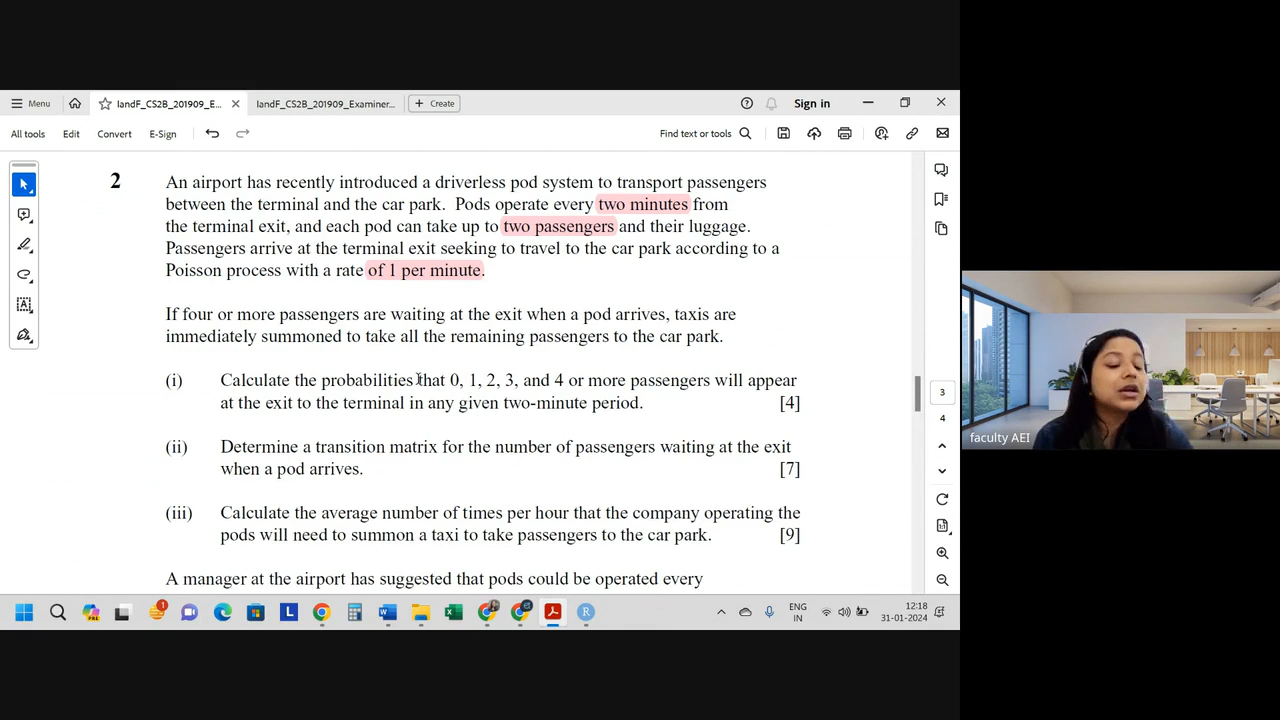 Menu
IandF_CS2B_201909_E...
IandF_CS2B_201909_Examiner...
Create
Sign in
All tools
Edit
Convert
E-Sign
Find text or tools
2
An airport has recently introduced a driverless pod system to transport passengers
between the terminal and the car park. Pods operate every two minutes from
the terminal exit, and each pod can take up to two passengers and their luggage.
Passengers arrive at the terminal exit seeking to travel to the car park according to a
Poisson process with a rate of 1 per minute.
If four or more passengers are waiting at the exit when a pod arrives, taxis are
immediately summoned to take all the remaining passengers to the car park.
(i) Calculate the probabilities that 0, 1, 2, 3, and 4 or more passengers will appear
at the exit to the terminal in any given two-minute period. [4]
(ii) Determine a transition matrix for the number of passengers waiting at the exit
when a pod arrives. [7]
(iii) Calculate the average number of times per hour that the company operating the
pods will need to summon a taxi to take passengers to the car park. [9]
A manager at the airport has suggested that pods could be operated every
3
4
faculty AEI
ENG
IN
12:18
31-01-2024